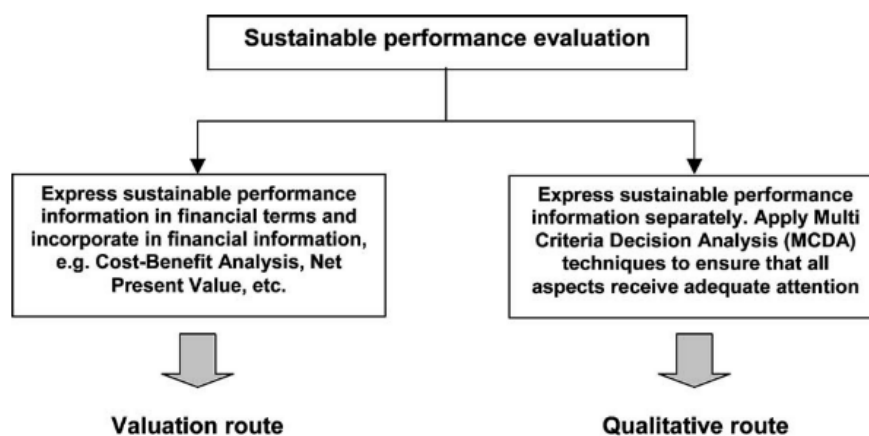 Sustainable performance evaluation
Express sustainable performance
information in financial terms and
incorporate in financial information,
e.g. Cost-Benefit Analysis, Net
Present Value, etc.
Express sustainable performance
information separately. Apply Multi
Criteria Decision Analysis (MCDA)
techniques to ensure that all
aspects receive adequate attention
Valuation route
Qualitative route